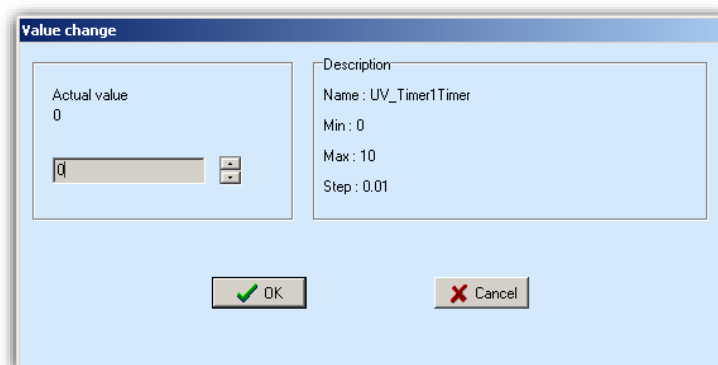 Value change
Actual value
0
0
Description
Name : UV_Timer1Timer
Min : 0
Max : 10
Step : 0.01
OK
Cancel